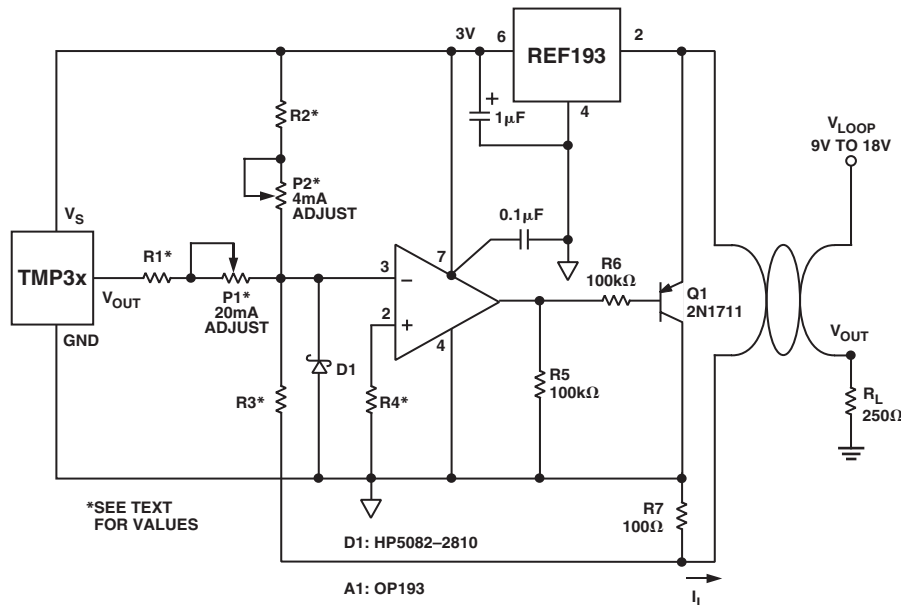 3V
6
REF193
2
4
R2*
+
1µF
V_LOOP
9V TO 18V
P2*
4mA
ADJUST
V_S
0.1µF
TMP3x
V_OUT
GND
R1*
P1*
20mA
ADJUST
3
–
7
2
+
4
R6
100kΩ
Q1
2N1711
V_OUT
D1
R3*
R4*
R5
100kΩ
R_L
250Ω
*SEE TEXT
FOR VALUES
R7
100Ω
D1: HP5082–2810
A1: OP193
I_L